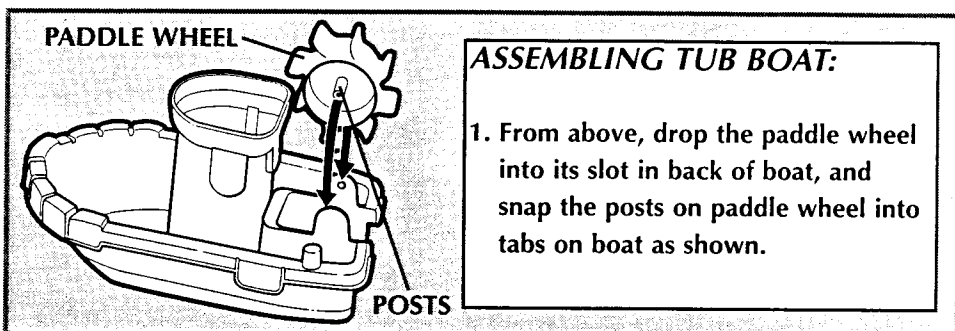 PADDLE WHEEL
POSTS
ASSEMBLING TUB BOAT:
1. From above, drop the paddle wheel
into its slot in back of boat, and
snap the posts on paddle wheel into
tabs on boat as shown.